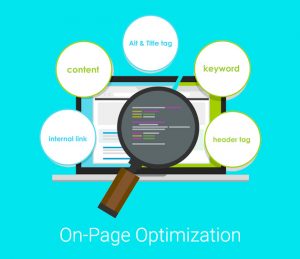 Alt & Title tag
content
keyword
internal link
header tag
On-Page Optimization